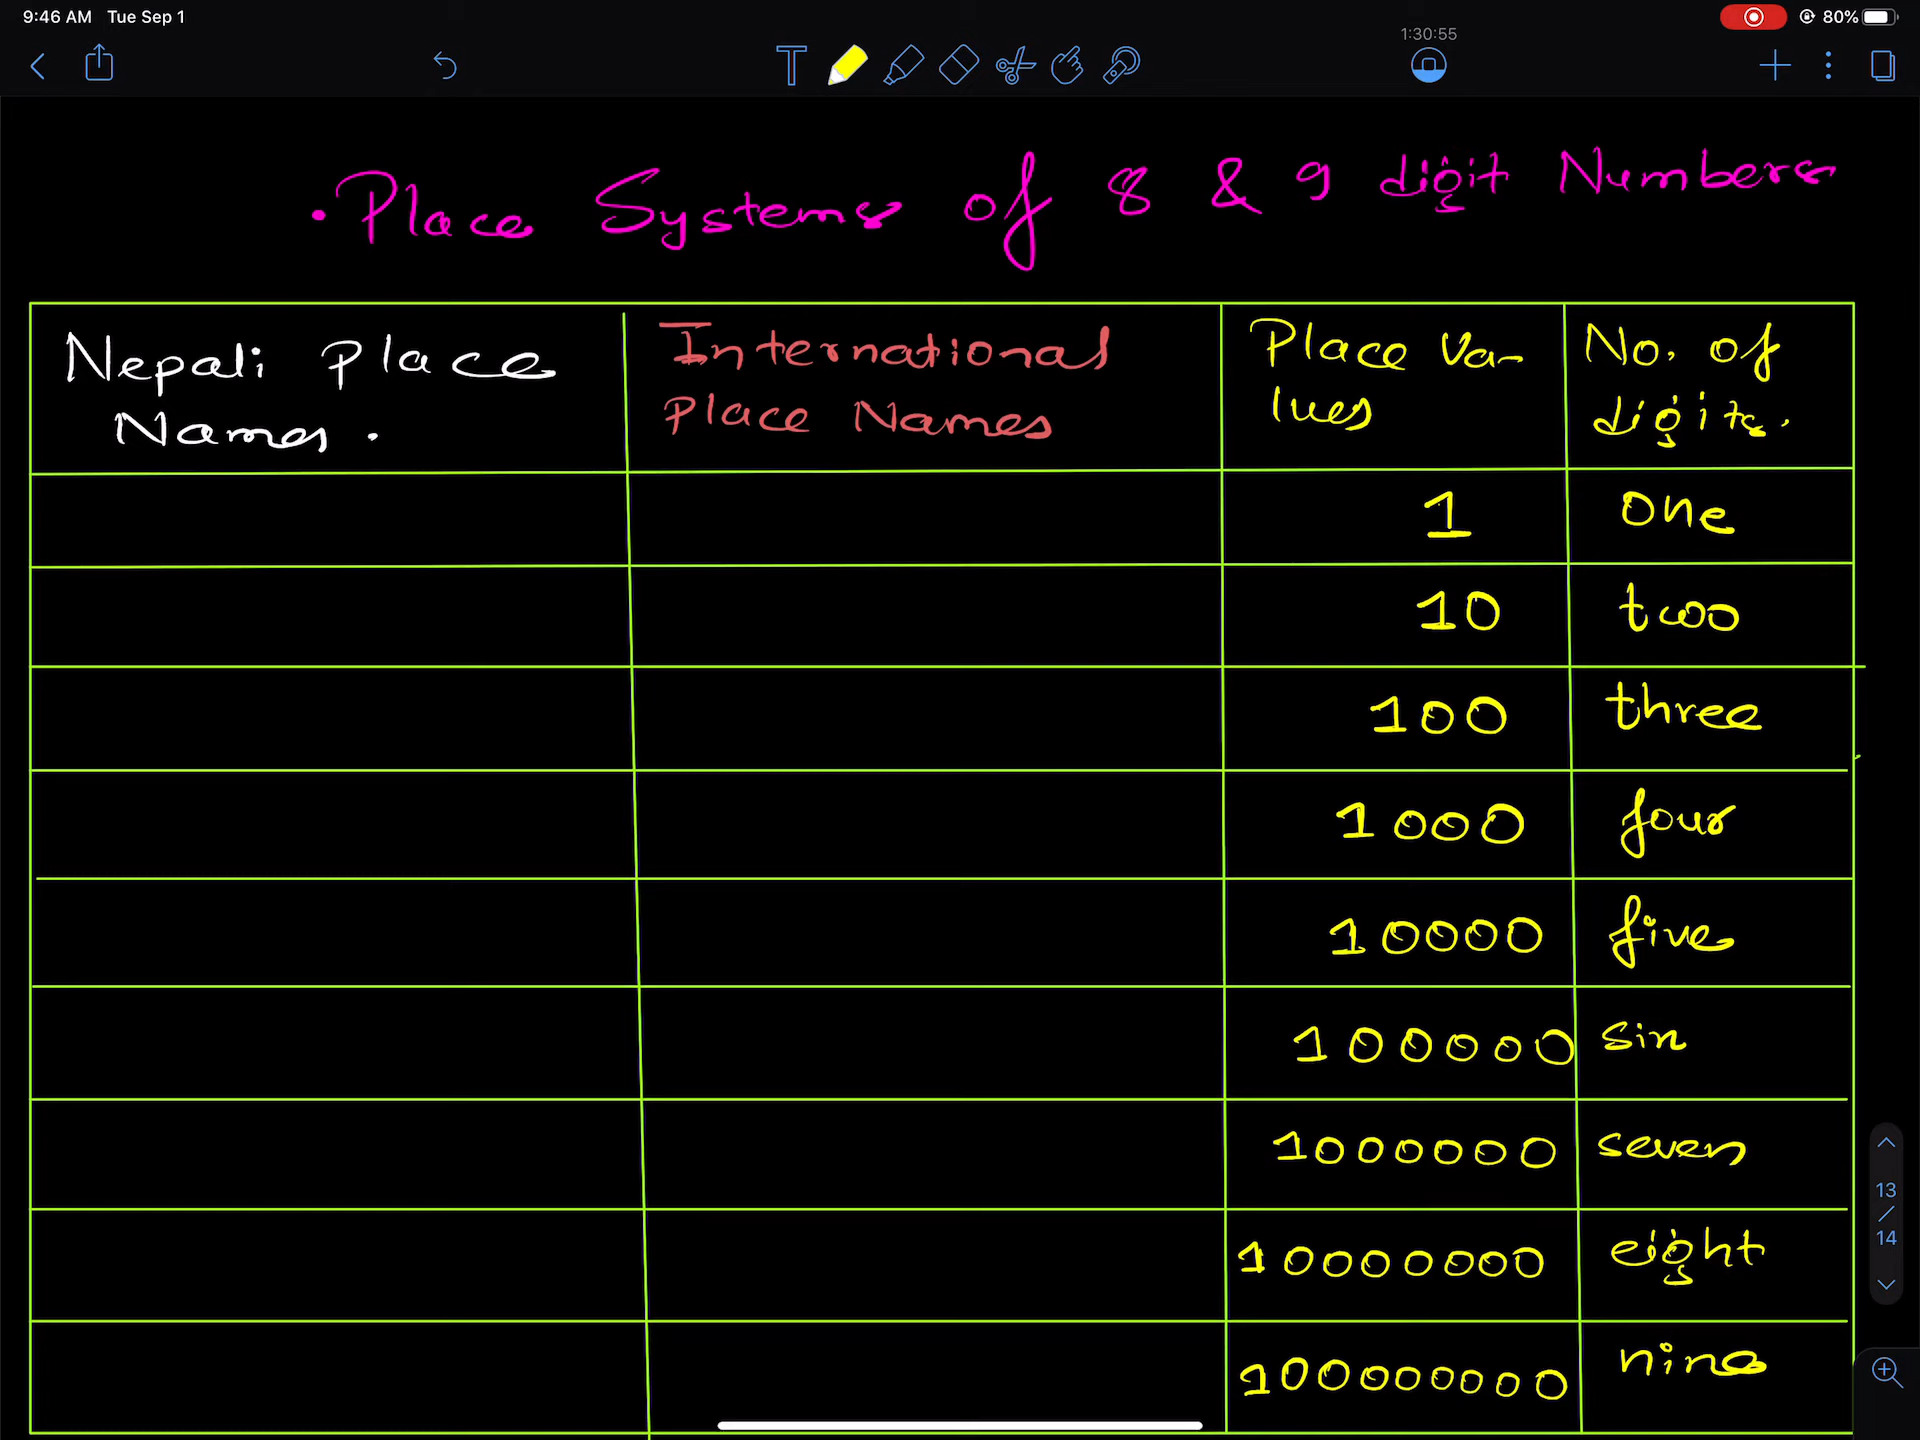 9:46 AM Tue Sep 1
80%
1:30:55
• Place Systems of 8 & 9 digit Numbers
Nepali Place
Names.
International
Place Names
Place Va-
lues
No. of
digits.
1 one
10 two
100 three
1000 four
10000 five
100000 six
1000000 seven
10000000 eight
100000000 nine
13
/
14